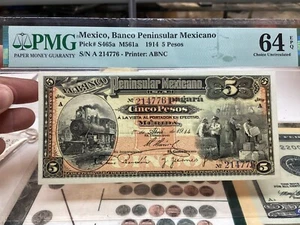 PMG
PAPER MONEY GUARANTY
Mexico, Banco Peninsular Mexicano
Pick# S465a M561a 1914 5 Pesos
S/N A 214776 - Printer: ABNC
64 EPQ
Choice Uncirculated
EL BANCO
Peninsular Mexicano
5
Nº 214776 pagará
CINCO PESOS
A LA VISTA AL PORTADOR EN EFECTIVO
MÉRIDA
1914
Nº 214776
5
5